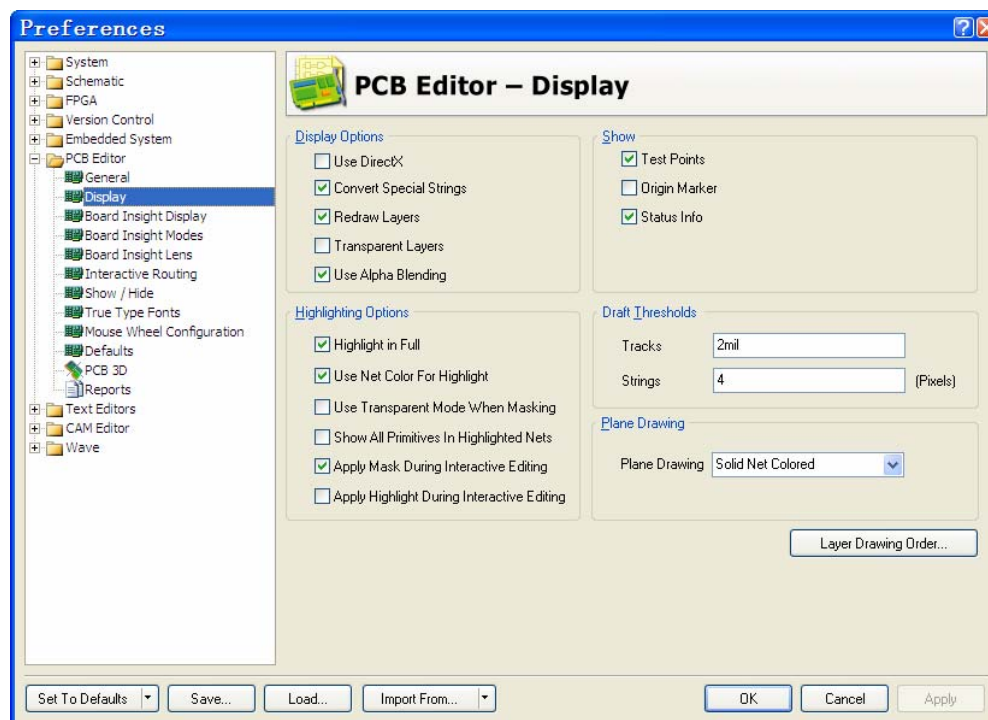 Preferences
System
Schematic
FPGA
Version Control
Embedded System
PCB Editor
General
Display
Board Insight Display
Board Insight Modes
Board Insight Lens
Interactive Routing
Show / Hide
True Type Fonts
Mouse Wheel Configuration
Defaults
PCB 3D
Reports
Text Editors
CAM Editor
Wave
PCB Editor – Display
Display Options
Use DirectX
Convert Special Strings
Redraw Layers
Transparent Layers
Use Alpha Blending
Show
Test Points
Origin Marker
Status Info
Highlighting Options
Highlight in Full
Use Net Color For Highlight
Use Transparent Mode When Masking
Show All Primitives In Highlighted Nets
Apply Mask During Interactive Editing
Apply Highlight During Interactive Editing
Draft Thresholds
Tracks 2mil
Strings 4 (Pixels)
Plane Drawing
Plane Drawing Solid Net Colored
Layer Drawing Order...
Set To Defaults Save... Load... Import From... OK Cancel Apply